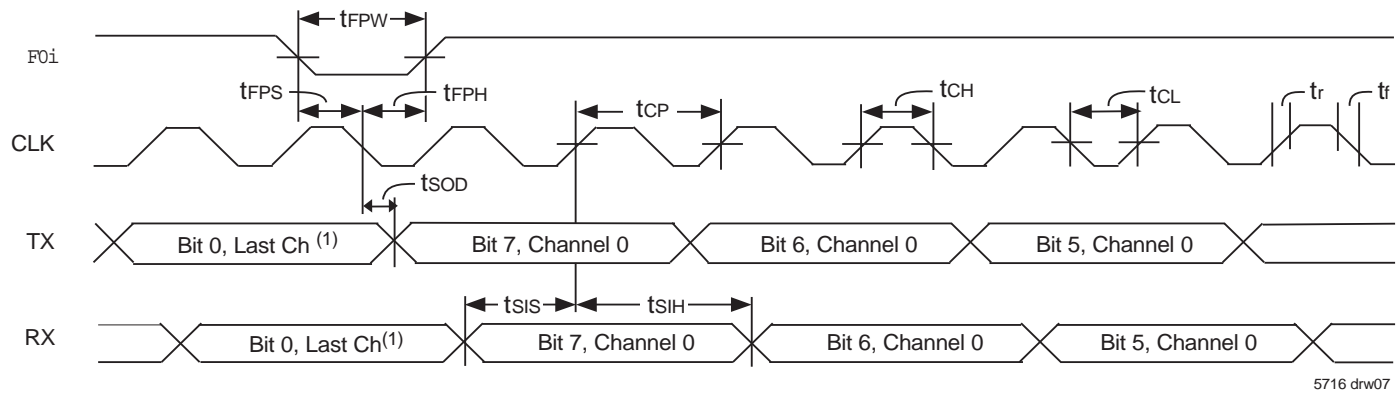 tFPW
F0i
tFPS
tFPH
tCP
tCH
tCL
tr
tf
CLK
tSOD
TX
Bit 0, Last Ch (1)
Bit 7, Channel 0
Bit 6, Channel 0
Bit 5, Channel 0
tSIS
tSIH
RX
Bit 0, Last Ch(1)
Bit 7, Channel 0
Bit 6, Channel 0
Bit 5, Channel 0
5716 drw07